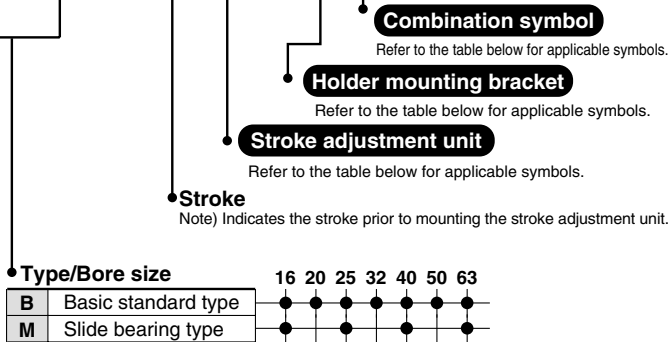 Combination symbol
Refer to the table below for applicable symbols.
Holder mounting bracket
Refer to the table below for applicable symbols.
Stroke adjustment unit
Refer to the table below for applicable symbols.
Stroke
Note) Indicates the stroke prior to mounting the stroke adjustment unit.
Type/Bore size 16 20 25 32 40 50 63
B Basic standard type
M Slide bearing type